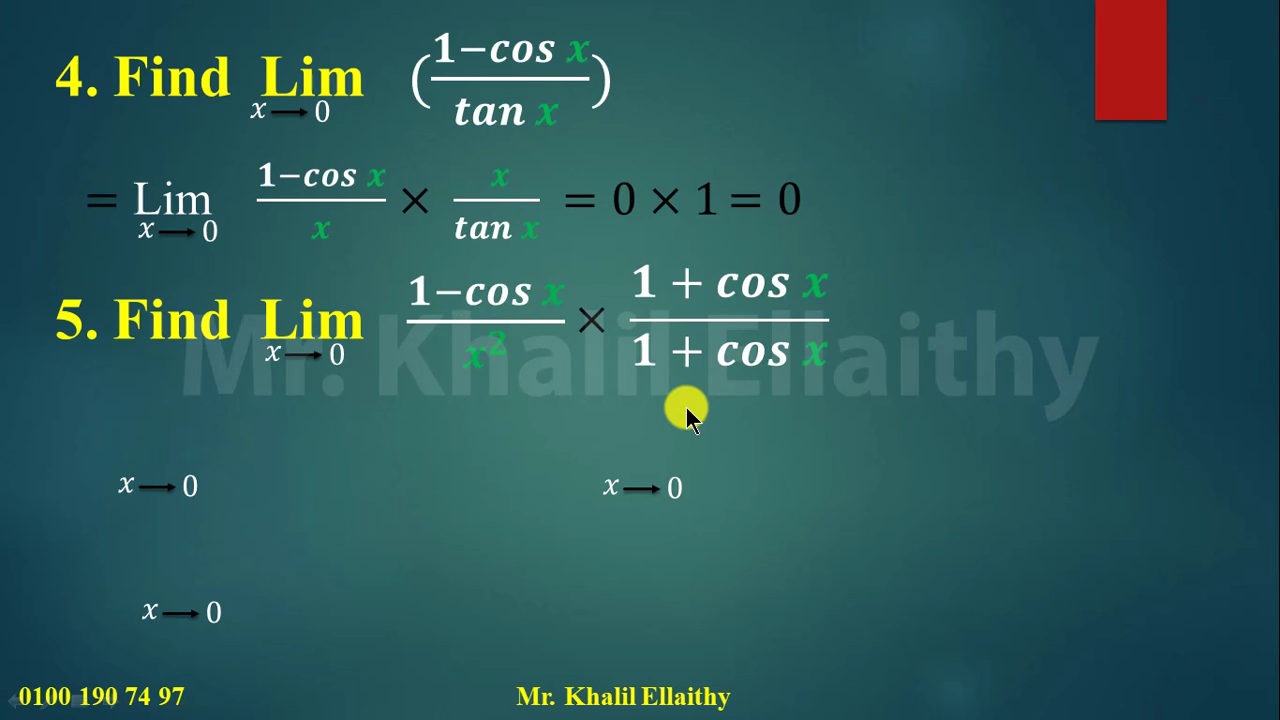 4. Find Lim x→0 (1−cos x / tan x)
= Lim x→0 1−cos x / x × x / tan x = 0 × 1 = 0
5. Find Lim x→0 1−cos x / x² × 1 + cos x / 1 + cos x
Mr. Khalil Ellaithy
x→0 x→0
x→0
0100 190 74 97 Mr. Khalil Ellaithy